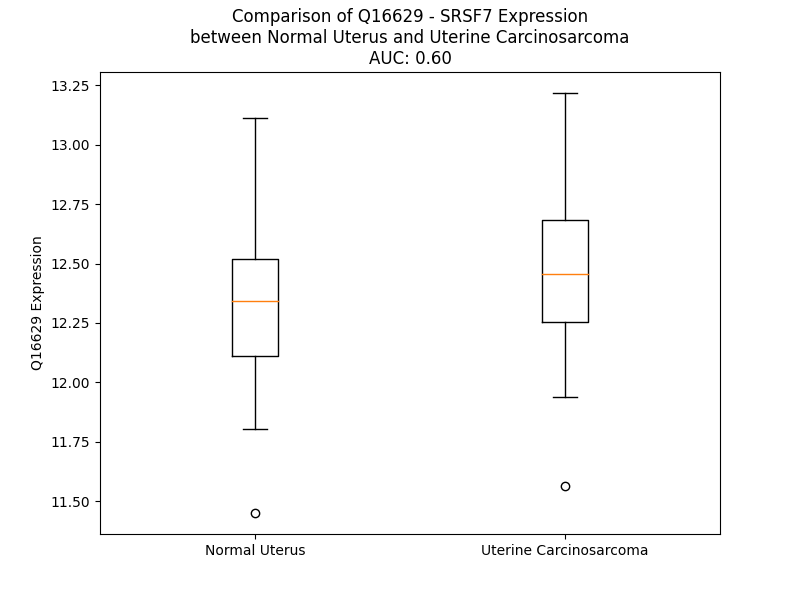 Comparison of Q16629 - SRSF7 Expression
between Normal Uterus and Uterine Carcinosarcoma
AUC: 0.60
13.25
13.00
12.75
12.50
12.25
12.00
11.75
11.50
Q16629 Expression
Normal Uterus
Uterine Carcinosarcoma